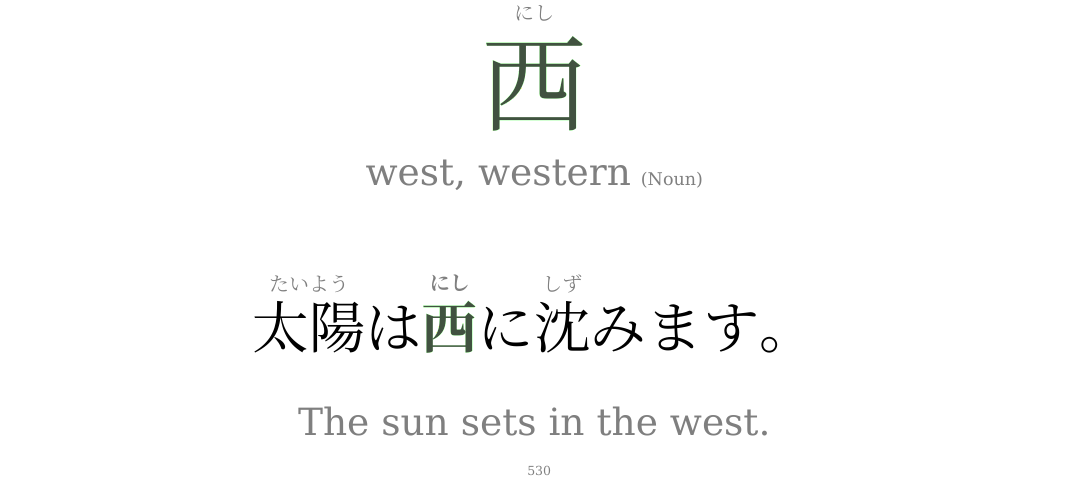 にし
西
west, western (Noun)
たいよう にし しず
太陽は西に沈みます。
The sun sets in the west.
530